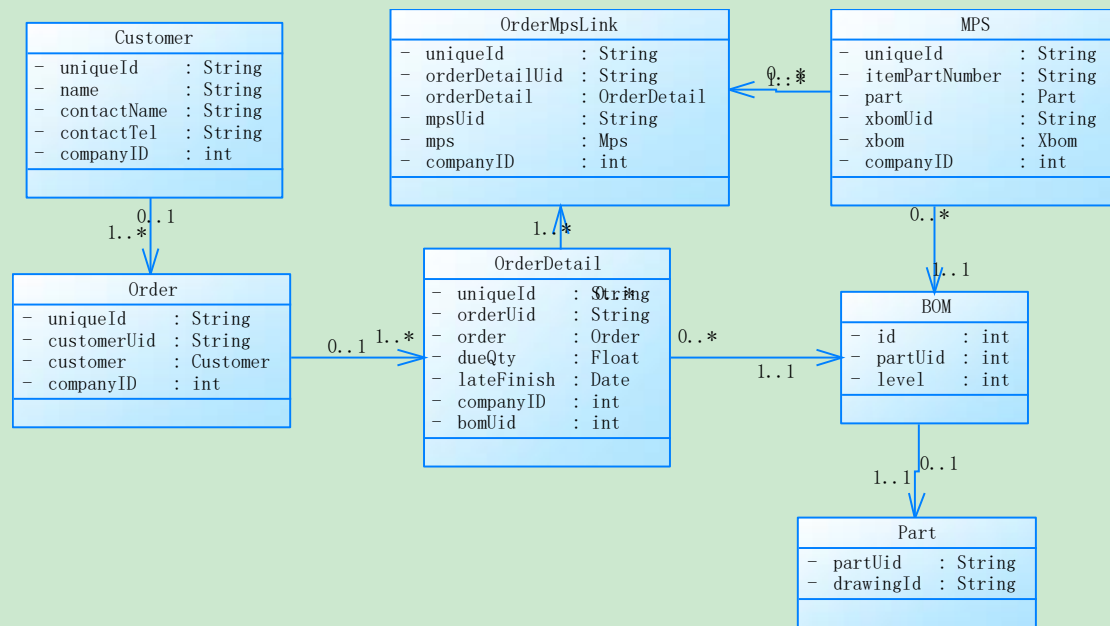 Customer
- uniqueId : String
- name : String
- contactName : String
- contactTel : String
- companyID : int
OrderMpsLink
- uniqueId : String
- orderDetailUid : String
- orderDetail : OrderDetail
- mpsUid : String
- mps : Mps
- companyID : int
MPS
- uniqueId : String
- itemPartNumber : String
- part : Part
- xbomUid : String
- xbom : Xbom
- companyID : int
0..*
1..*
0..1
1..*
1..*
0..*
1..1
Order
- uniqueId : String
- customerUid : String
- customer : Customer
- companyID : int
0..1
1..*
OrderDetail
- uniqueId : String
0..*
- orderUid : String
- order : Order
- dueQty : Float
- lateFinish : Date
- companyID : int
- bomUid : int
0..*
1..1
BOM
- id : int
- partUid : int
- level : int
0..1
1..1
Part
- partUid : String
- drawingId : String